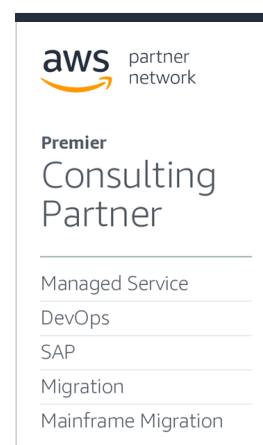 aws partner
network
Premier
Consulting
Partner
Managed Service
DevOps
SAP
Migration
Mainframe Migration